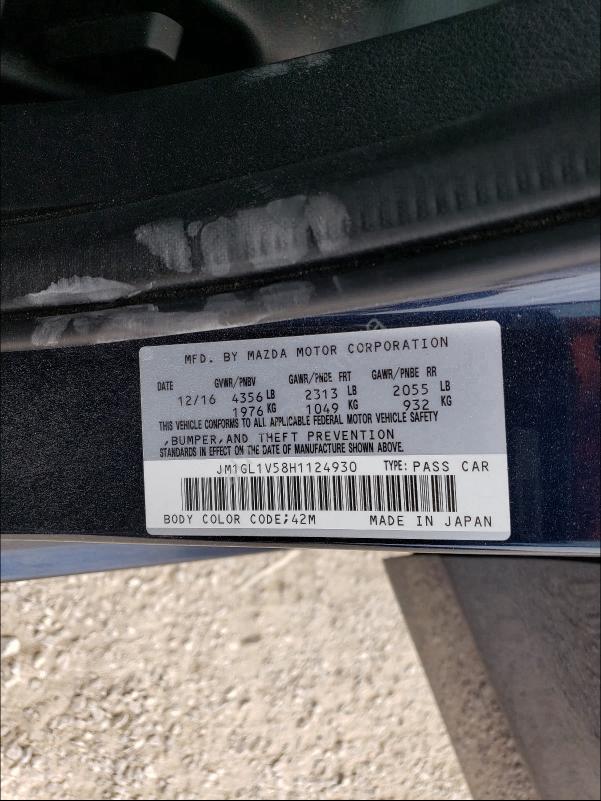 MFD. BY MAZDA MOTOR CORPORATION
DATE GVWR/PNBV GAWR/PNBE FRT GAWR/PNBE RR
12/16 4356 LB 2313 LB 2055 LB
1976 KG 1049 KG 932 KG
THIS VEHICLE CONFORMS TO ALL APPLICABLE FEDERAL MOTOR VEHICLE SAFETY
,BUMPER,AND THEFT PREVENTION
STANDARDS IN EFFECT ON THE DATE OF MANUFACTURE SHOWN ABOVE.
JM1GL1V58H1124930 TYPE: PASS CAR
BODY COLOR CODE;42M MADE IN JAPAN